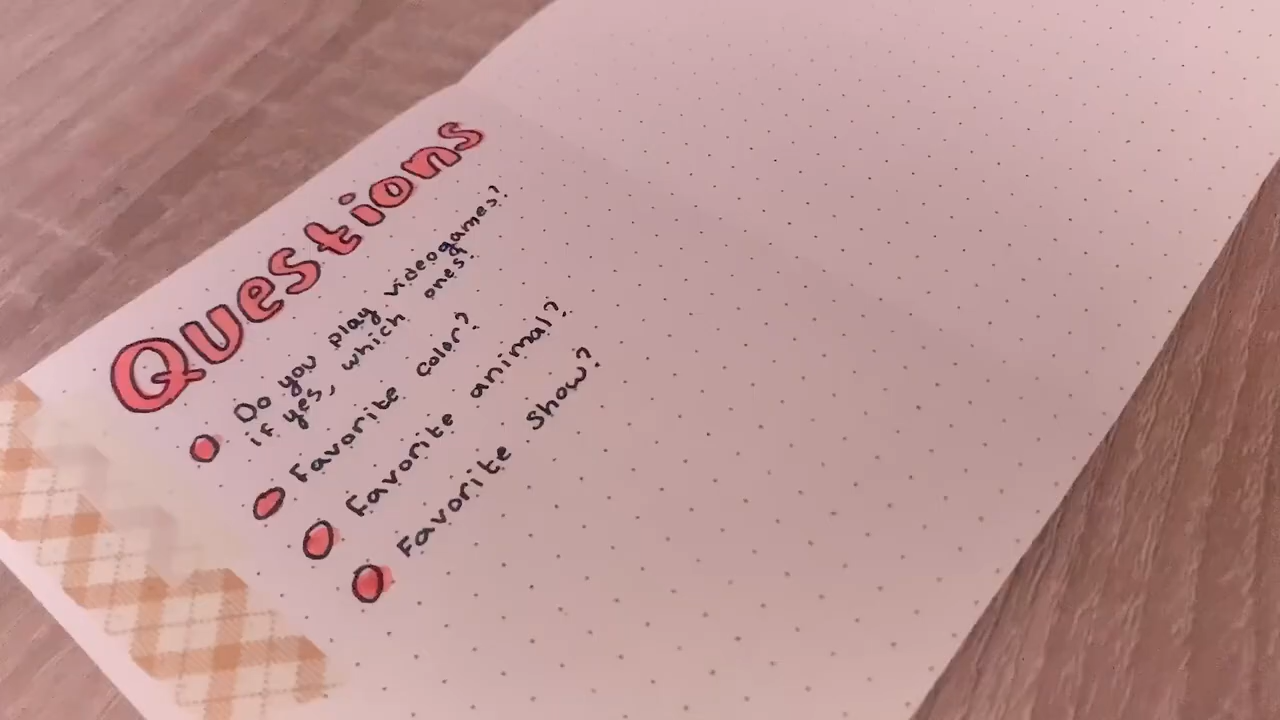 Questions
Do you play videogames?
if yes, which ones?
Favorite color?
Favorite animal?
Favorite Show?